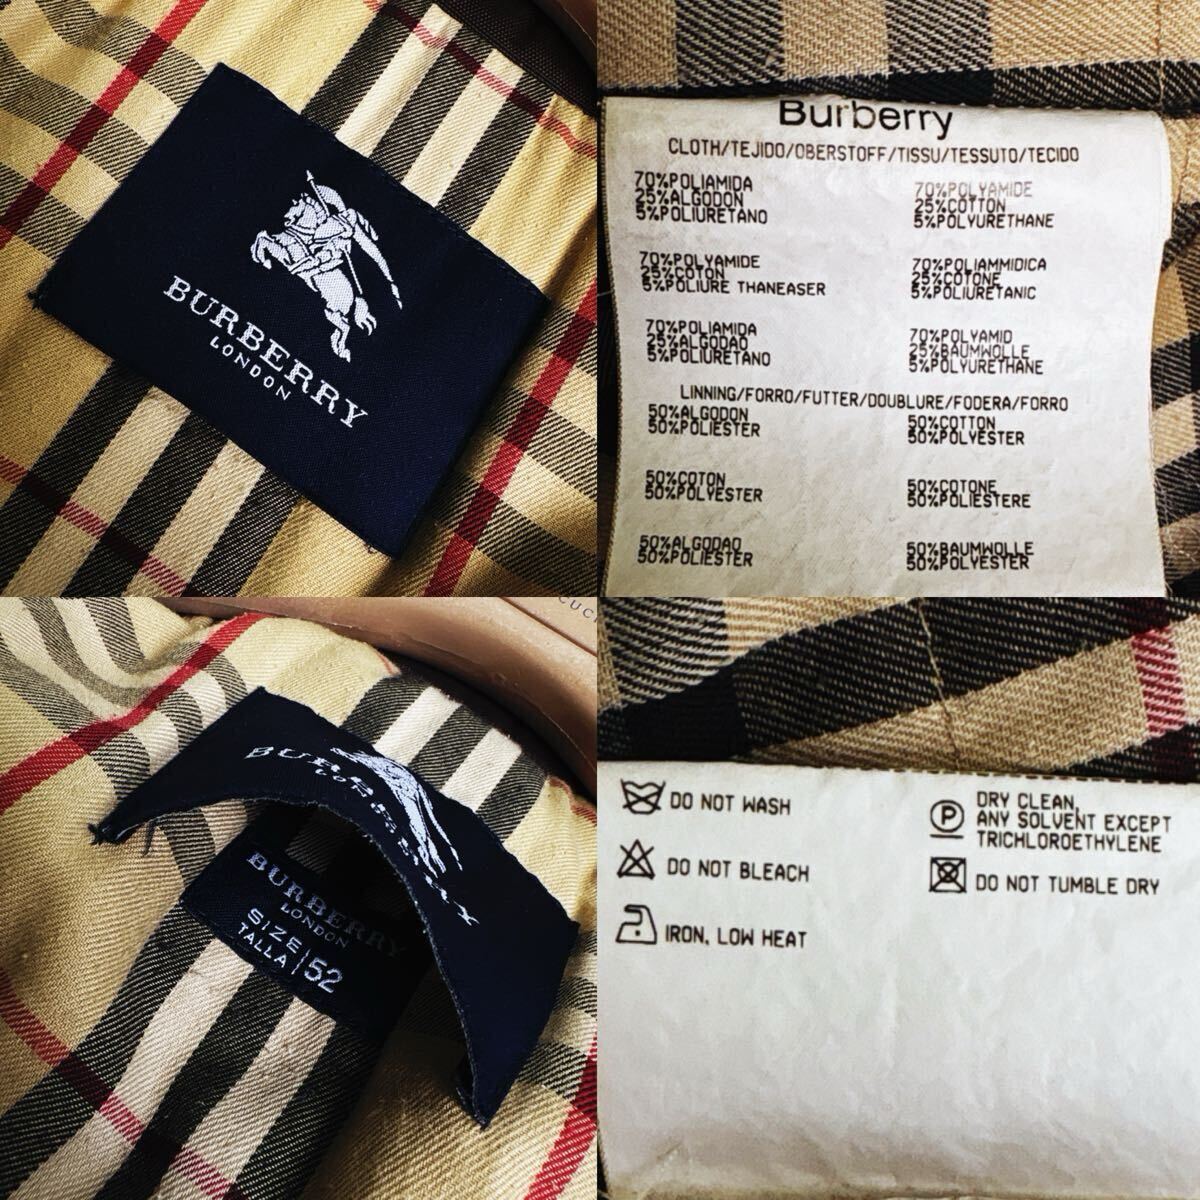 BURBERRY
LONDON
Burberry
CLOTH/TEJIDO/OBERSTOFF/TISSU/TESSUTO/TECIDO
70%POLIAMIDA
25%ALGODON
5%POLIURETANO
70%POLYAMIDE
25%COTTON
5%POLYURETHANE
70%POLYAMIDE
25%COTON
5%POLIURE THANEASER
70%POLIAMMIDICA
25%COTONE
5%POLIURETANIC
70%POLIAMIDA
25%ALGODAO
5%POLIURETANO
70%POLYAMID
25%BAUMWOLLE
5%POLYURETHANE
LINNING/FORRO/FUTTER/DOUBLURE/FODERA/FORRO
50%ALGODON
50%POLIESTER
50%COTTON
50%POLYESTER
50%COTON
50%POLYESTER
50%COTONE
50%POLIESTERE
50%ALGODAO
50%POLIESTER
50%BAUMWOLLE
50%POLYESTER
BURBERRY
BURBERRY
LONDON
SIZE
TALLA 52
DO NOT WASH
DO NOT BLEACH
IRON, LOW HEAT
P
DRY CLEAN,
ANY SOLVENT EXCEPT
TRICHLOROETHYLENE
DO NOT TUMBLE DRY